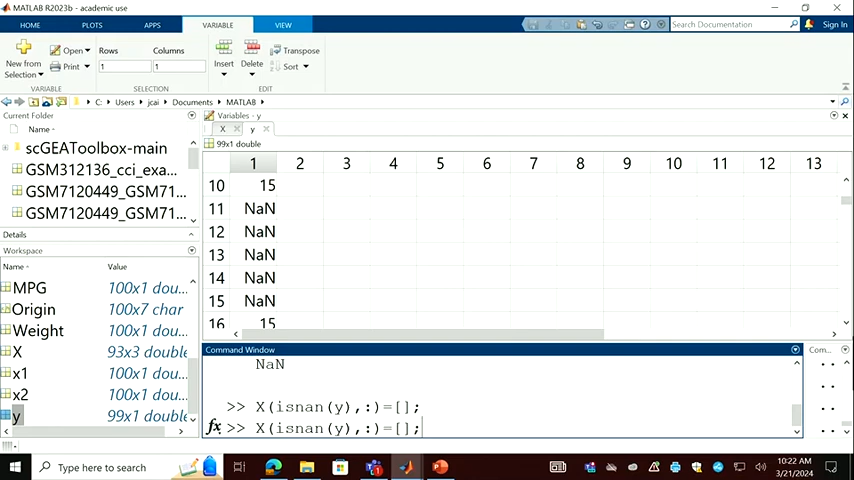 MATLAB R2023b - academic use
HOME PLOTS APPS VARIABLE VIEW
Search Documentation
Sign In
New from
Selection
Open
Print
Rows Columns
1 1
Insert Delete
Transpose
Sort
VARIABLE SELECTION EDIT
C: Users jcai Documents MATLAB
Current Folder
Name
scGEAToolbox-main
GSM312136_cci_exa...
GSM7120449_GSM71...
GSM7120449_GSM71...
Details
Workspace
Name Value
MPG 100x1 dou...
Origin 100x7 char
Weight 100x1 dou...
X 93x3 double
x1 100x1 dou...
x2 100x1 dou...
y 99x1 double
Variables - y
X y
99x1 double
1 2 3 4 5 6 7 8 9 10 11 12 13
10 15
11 NaN
12 NaN
13 NaN
14 NaN
15 NaN
16 15
Command Window
Com...
NaN
>> X(isnan(y),:)=[];
fx >> X(isnan(y),:)=[];
Type here to search
10:22 AM
3/21/2024